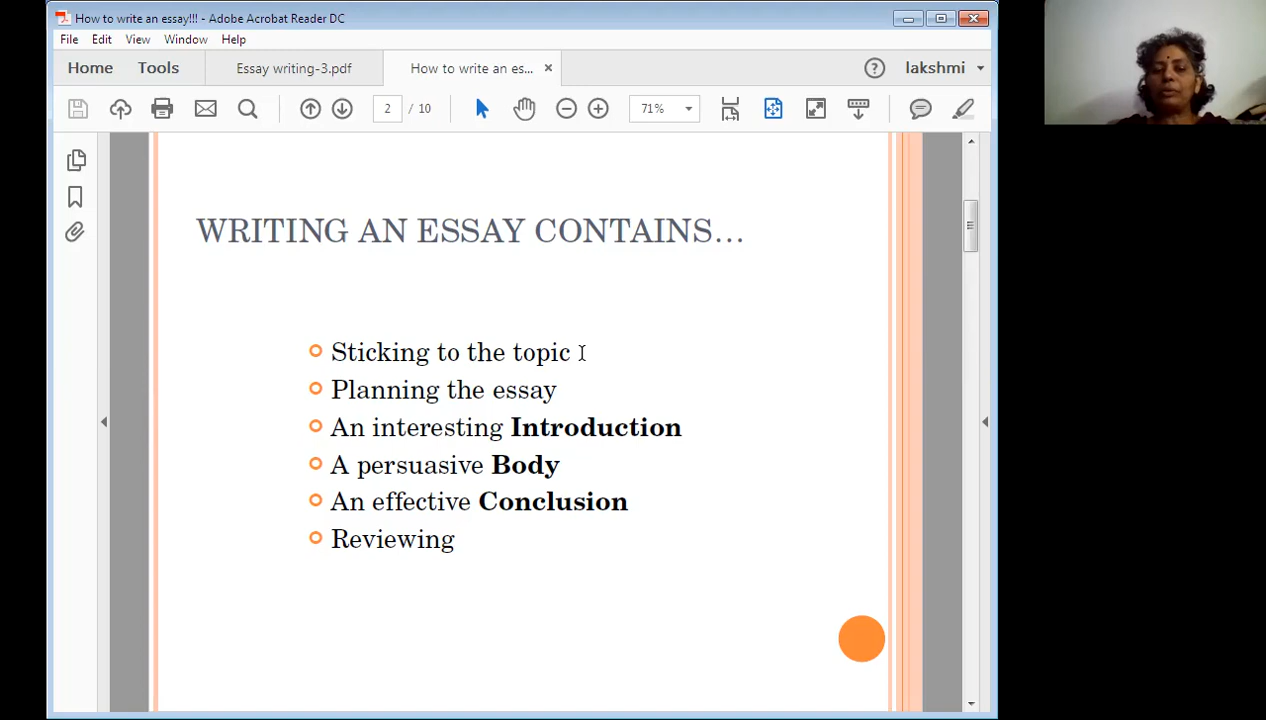 How to write an essay!!! - Adobe Acrobat Reader DC
File Edit View Window Help
Home Tools Essay writing-3.pdf How to write an es... × ? lakshmi
2 / 10 71%
WRITING AN ESSAY CONTAINS...
Sticking to the topic
Planning the essay
An interesting Introduction
A persuasive Body
An effective Conclusion
Reviewing